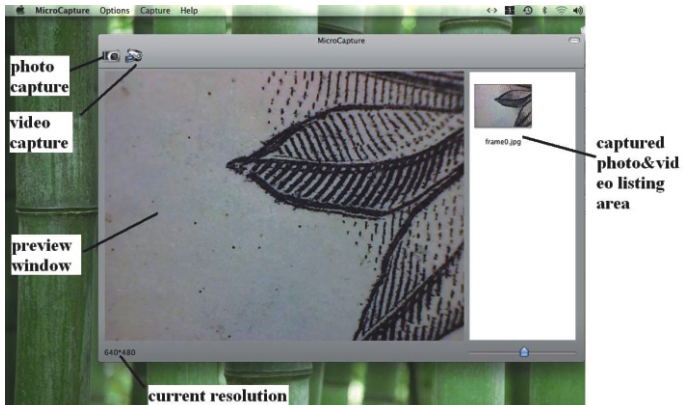 MicroCapture Options Capture Help
MicroCapture
photo
capture
video
capture
frame0.jpg
captured
photo&vid
eo listing
area
preview
window
640*480
current resolution